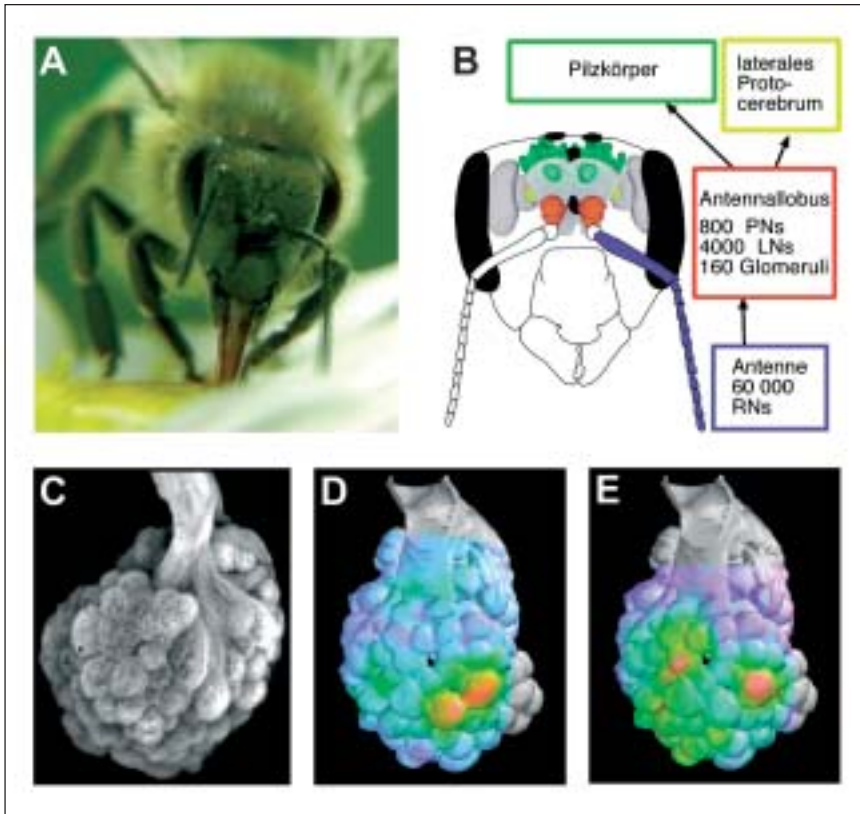 A
B
Pilzkörper
laterales
Proto-
cerebrum
Antennallobus
800 PNs
4000 LNs
160 Glomeruli
Antenne
60 000
RNs
C
D
E